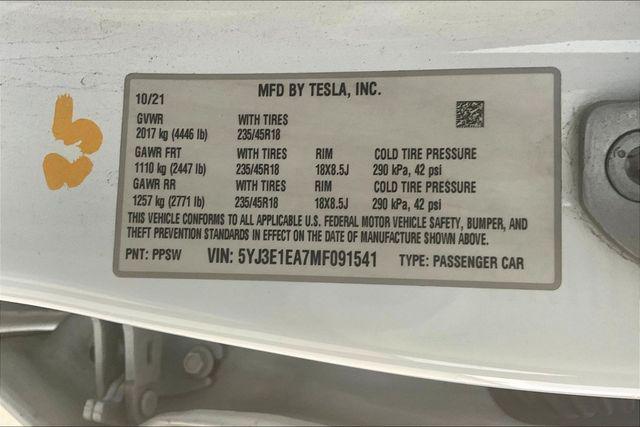 MFD BY TESLA, INC.
10/21
GVWR WITH TIRES
2017 kg (4446 lb) 235/45R18
GAWR FRT WITH TIRES RIM COLD TIRE PRESSURE
1110 kg (2447 lb) 235/45R18 18X8.5J 290 kPa, 42 psi
GAWR RR WITH TIRES RIM COLD TIRE PRESSURE
1257 kg (2771 lb) 235/45R18 18X8.5J 290 kPa, 42 psi
THIS VEHICLE CONFORMS TO ALL APPLICABLE U.S. FEDERAL MOTOR VEHICLE SAFETY, BUMPER, AND
THEFT PREVENTION STANDARDS IN EFFECT ON THE DATE OF MANUFACTURE SHOWN ABOVE.
PNT: PPSW VIN: 5YJ3E1EA7MF091541 TYPE: PASSENGER CAR